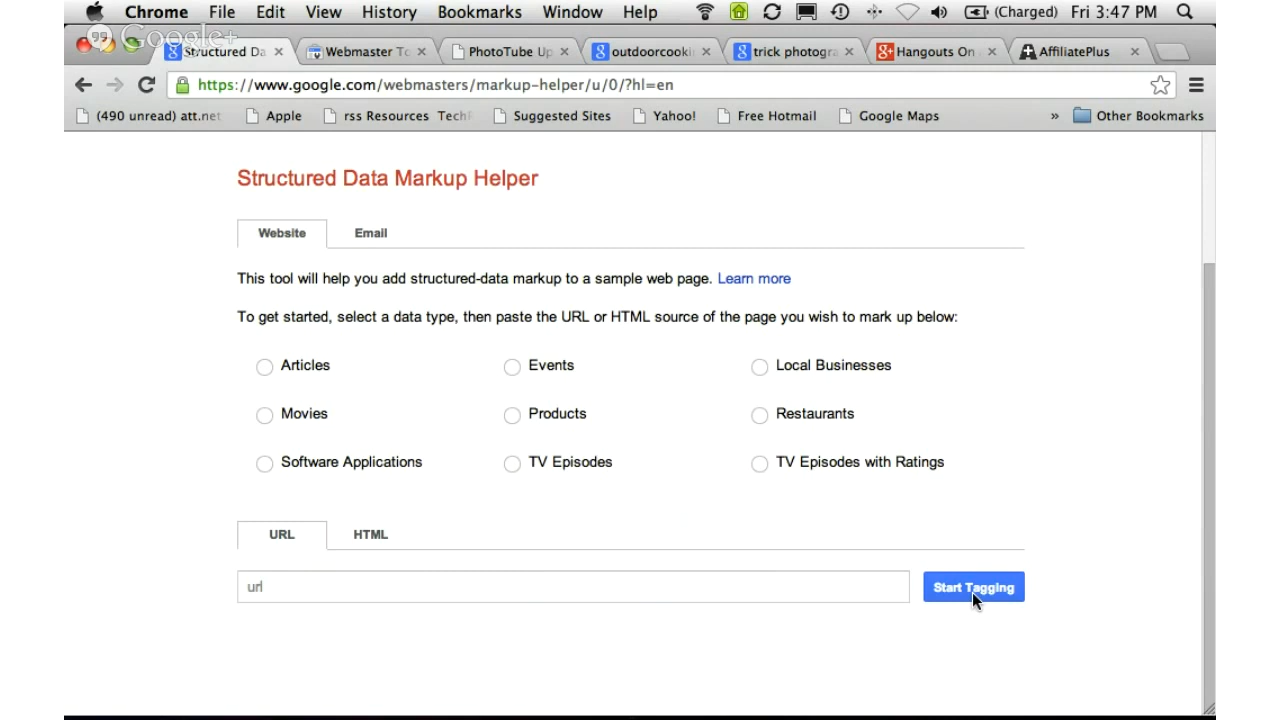 Chrome File Edit View History Bookmarks Window Help (Charged) Fri 3:47 PM
Google+
Structured Da Webmaster To PhotoTube Up outdoorcooki trick photogra Hangouts On AffiliatePlus
https://www.google.com/webmasters/markup-helper/u/0/?hl=en
(490 unread) att.net Apple rss Resources Tech Suggested Sites Yahoo! Free Hotmail Google Maps » Other Bookmarks
Structured Data Markup Helper
Website Email
This tool will help you add structured-data markup to a sample web page. Learn more
To get started, select a data type, then paste the URL or HTML source of the page you wish to mark up below:
Articles Events Local Businesses
Movies Products Restaurants
Software Applications TV Episodes TV Episodes with Ratings
URL HTML
url Start Tagging